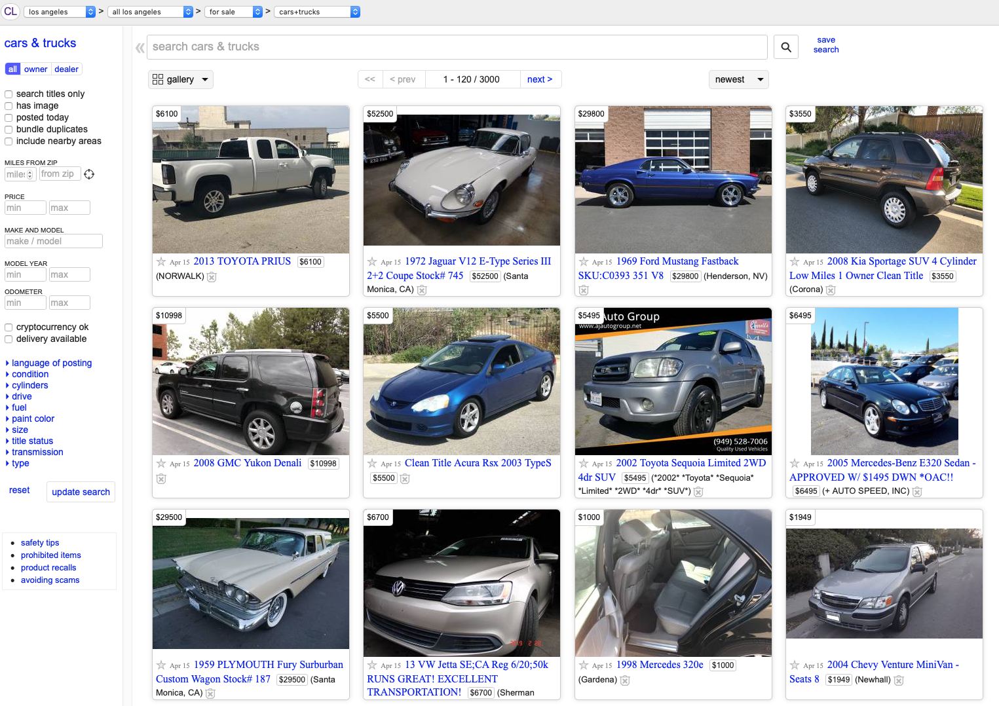 CL los angeles > all los angeles > for sale > cars+trucks
cars & trucks
all owner dealer
search titles only
has image
posted today
bundle duplicates
include nearby areas
MILES FROM ZIP
miles from zip
PRICE
min max
MAKE AND MODEL
make / model
MODEL YEAR
min max
ODOMETER
min max
cryptocurrency ok
delivery available
language of posting
condition
cylinders
drive
fuel
paint color
size
title status
transmission
type
reset update search
safety tips
prohibited items
product recalls
avoiding scams
« search cars & trucks
save
search
gallery << < prev 1 - 120 / 3000 next > newest
$6100
Apr 15 2013 TOYOTA PRIUS $6100
(NORWALK)
$52500
Apr 15 1972 Jaguar V12 E-Type Series III
2+2 Coupe Stock# 745 $52500 (Santa
Monica, CA)
$29800
Apr 15 1969 Ford Mustang Fastback
SKU:C0393 351 V8 $29800 (Henderson, NV)
$3550
Apr 15 2008 Kia Sportage SUV 4 Cylinder
Low Miles 1 Owner Clean Title $3550
(Corona)
$10998
Apr 15 2008 GMC Yukon Denali $10998
$5500
Apr 15 Clean Title Acura Rsx 2003 TypeS
$5500
$5495
Auto Group
www.ajautogroup.net
(949) 528-7006
Quality Used Vehicles
Apr 15 2002 Toyota Sequoia Limited 2WD
4dr SUV $5495 (*2002* *Toyota* *Sequoia*
*Limited* *2WD* *4dr* *SUV*)
$6495
Apr 15 2005 Mercedes-Benz E320 Sedan -
APPROVED W/ $1495 DWN *OAC!!
$6495 (+ AUTO SPEED, INC)
$29500
Apr 15 1959 PLYMOUTH Fury Surburban
Custom Wagon Stock# 187 $29500 (Santa
Monica, CA)
$6700
Apr 15 13 VW Jetta SE;CA Reg 6/20;50k
RUNS GREAT! EXCELLENT
TRANSPORTATION! $6700 (Sherman
$1000
Apr 15 1998 Mercedes 320e $1000
(Gardena)
$1949
Apr 15 2004 Chevy Venture MiniVan -
Seats 8 $1949 (Newhall)